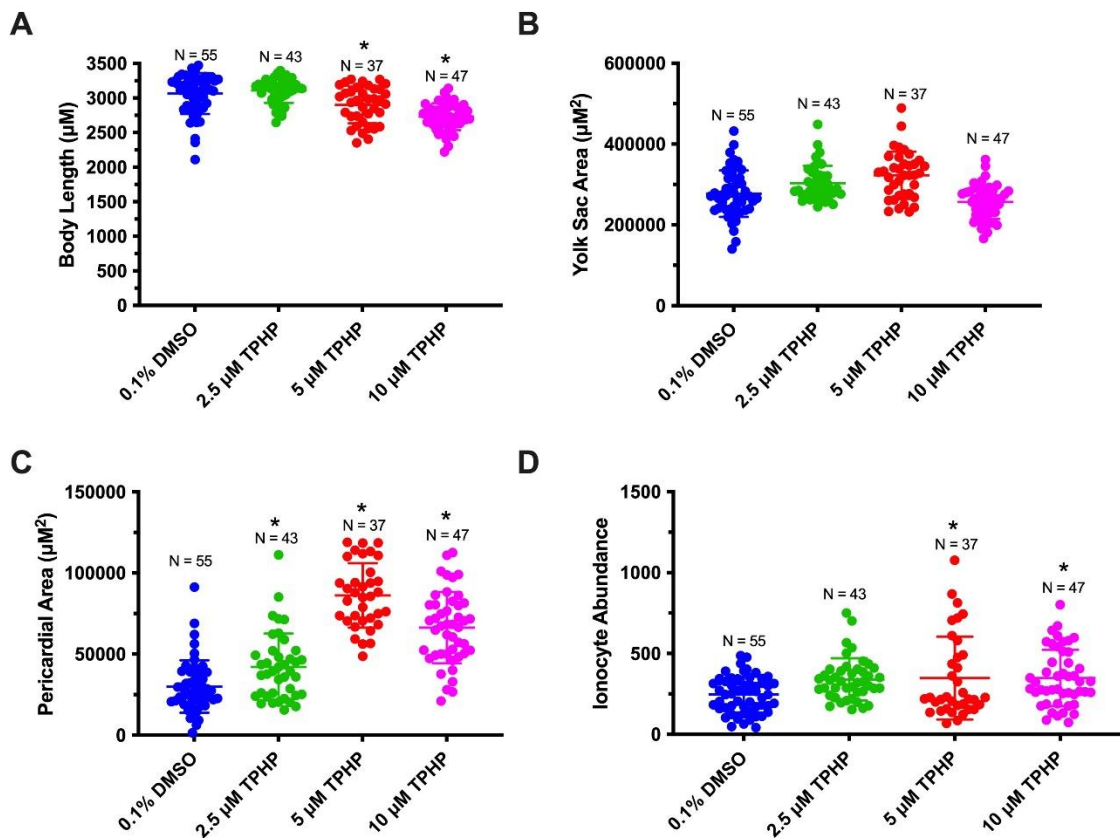 A
Body Length (µM)
3500
3000
2500
2000
1500
1000
500
0
N = 55
N = 43
*
N = 37
*
N = 47
0.1% DMSO
2.5 µM TPHP
5 µM TPHP
10 µM TPHP
B
Yolk Sac Area (µM²)
600000
400000
200000
0
N = 55
N = 43
N = 37
N = 47
0.1% DMSO
2.5 µM TPHP
5 µM TPHP
10 µM TPHP
C
Pericardial Area (µM²)
150000
100000
50000
0
N = 55
*
N = 43
*
N = 37
*
N = 47
0.1% DMSO
2.5 µM TPHP
5 µM TPHP
10 µM TPHP
D
Ionocyte Abundance
1500
1000
500
0
N = 55
N = 43
*
N = 37
*
N = 47
0.1% DMSO
2.5 µM TPHP
5 µM TPHP
10 µM TPHP